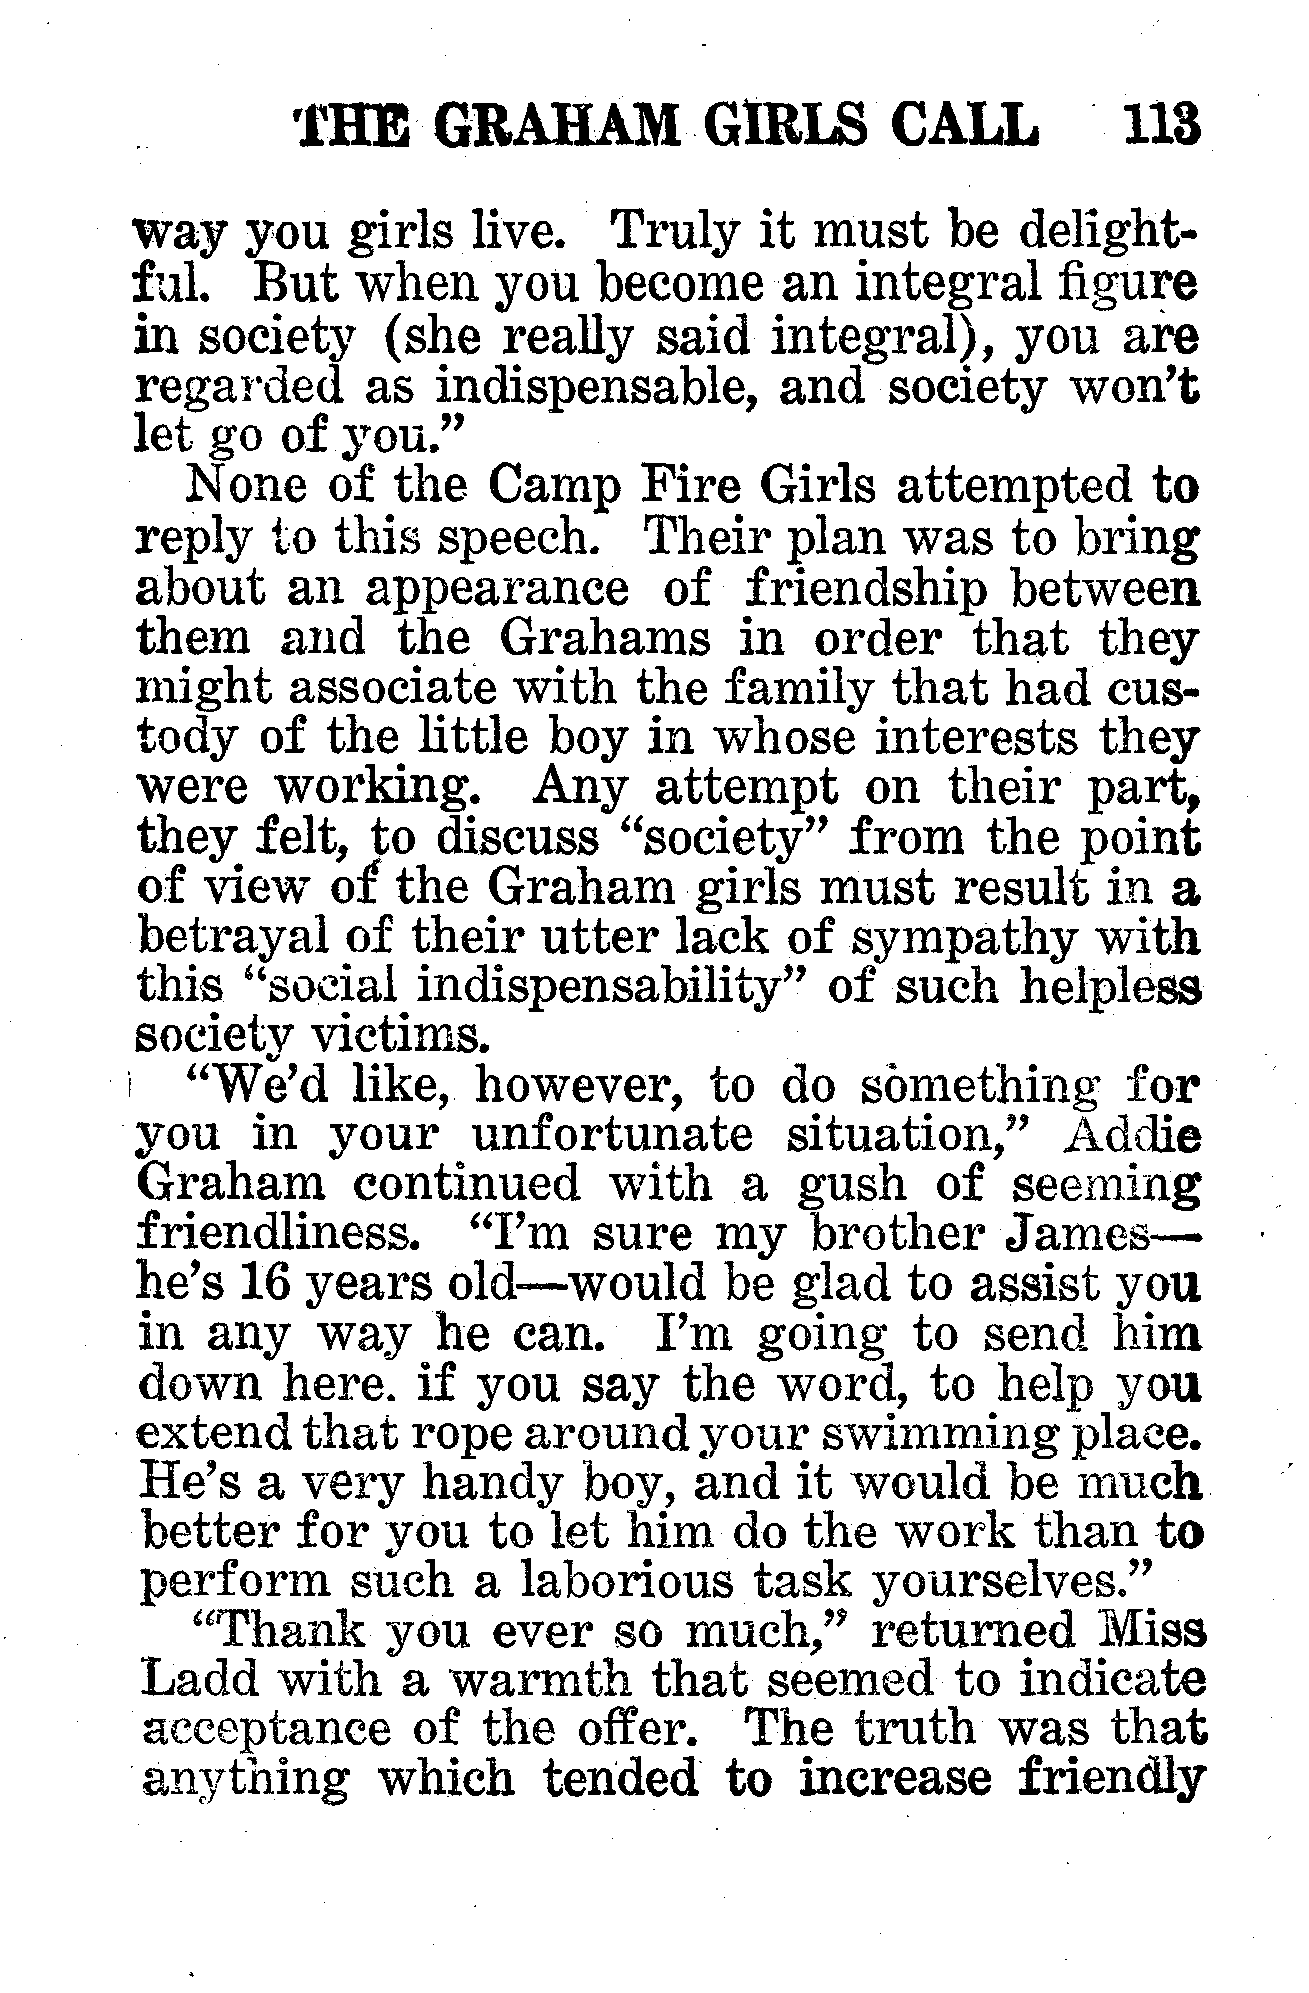 THE GRAHAM GIRLS CALL 113
way you girls live. Truly it must be delight-
ful. But when you become an integral figure
in society (she really said integral), you are
regarded as indispensable, and society won't
let go of you."
None of the Camp Fire Girls attempted to
reply to this speech. Their plan was to bring
about an appearance of friendship between
them and the Grahams in order that they
might associate with the family that had cus-
tody of the little boy in whose interests they
were working. Any attempt on their part,
they felt, to discuss "society" from the point
of view of the Graham girls must result in a
betrayal of their utter lack of sympathy with
this "social indispensability" of such helpless
society victims.
"We'd like, however, to do something for
you in your unfortunate situation," Addie
Graham continued with a gush of seeming
friendliness. "I'm sure my brother James—
he's 16 years old—would be glad to assist you
in any way he can. I'm going to send him
down here. if you say the word, to help you
extend that rope around your swimming place.
He's a very handy boy, and it would be much
better for you to let him do the work than to
perform such a laborious task yourselves."
"Thank you ever so much," returned Miss
Ladd with a warmth that seemed to indicate
acceptance of the offer. The truth was that
anything which tended to increase friendly